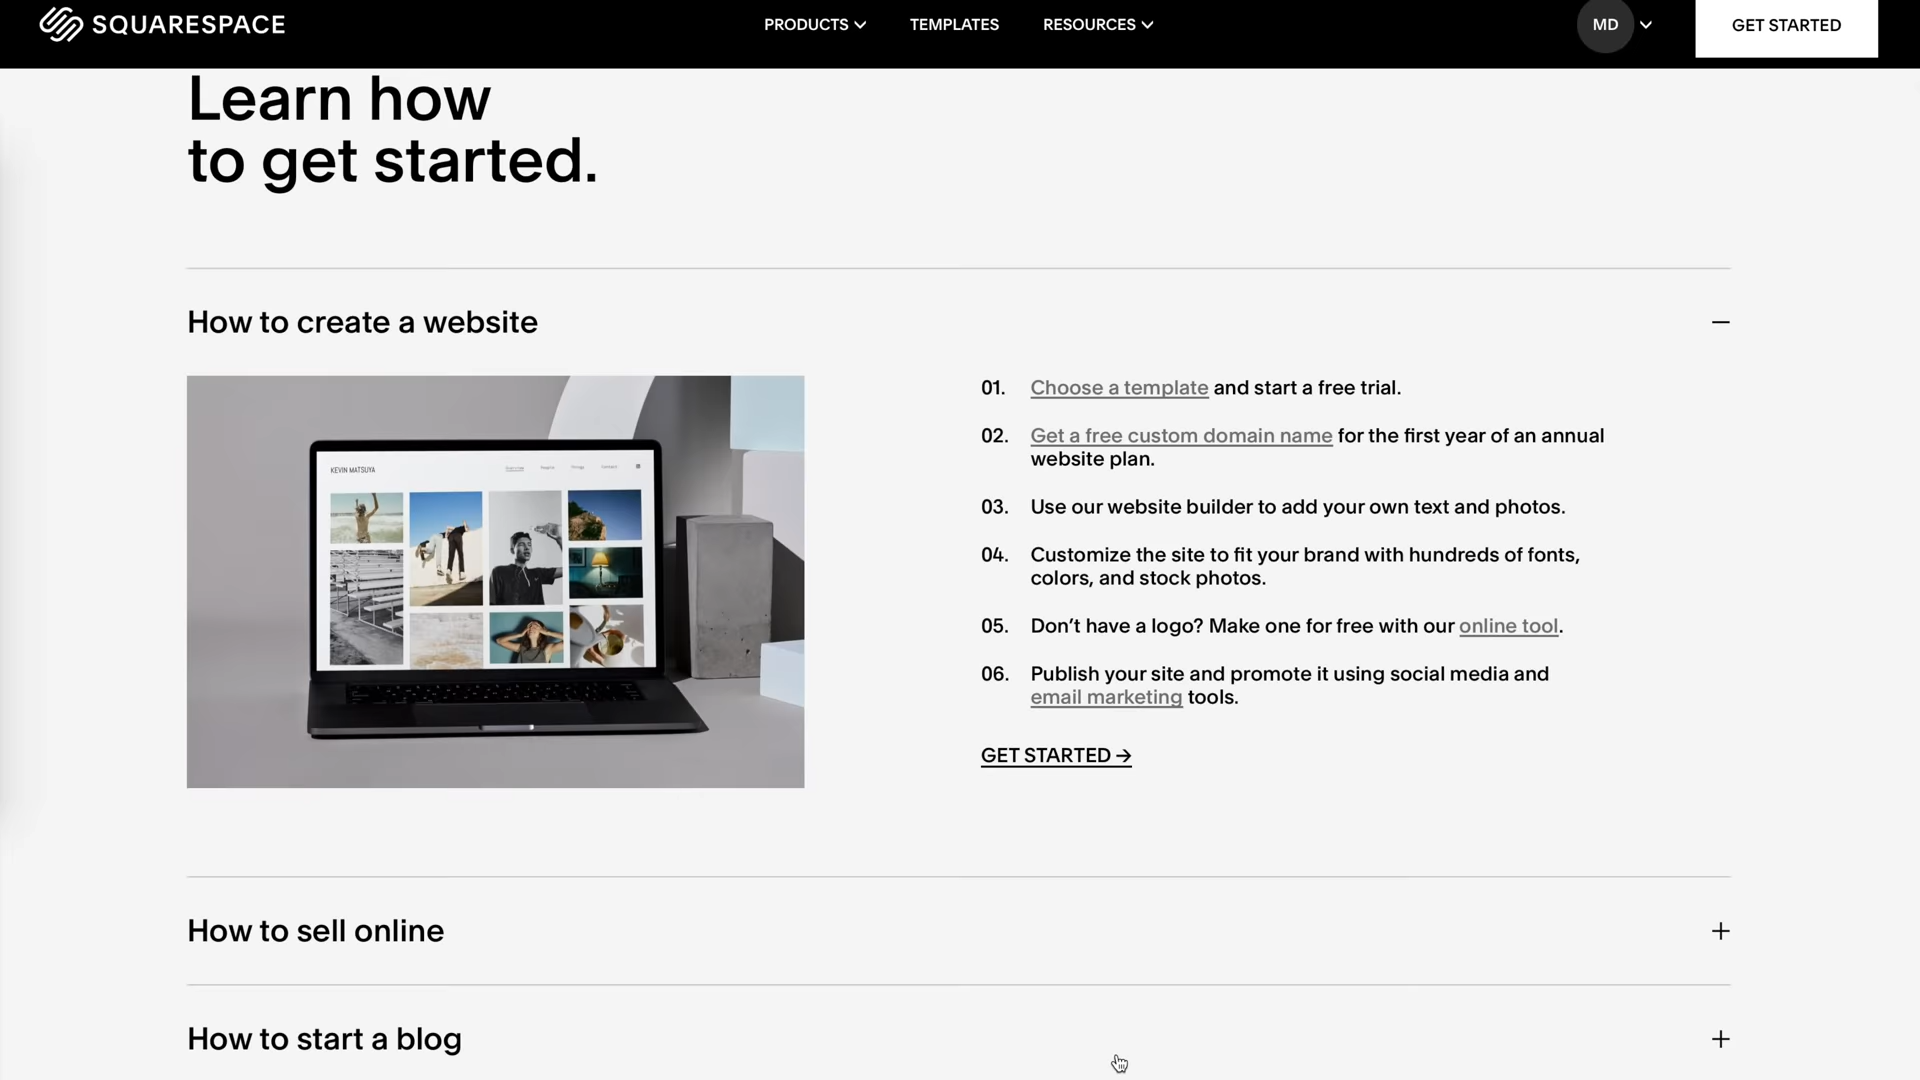 SQUARESPACE
PRODUCTS
TEMPLATES
RESOURCES
MD
GET STARTED
Learn how
to get started.
How to create a website
KEVIN MATSUYA
01. Choose a template and start a free trial.
02. Get a free custom domain name for the first year of an annual
website plan.
03. Use our website builder to add your own text and photos.
04. Customize the site to fit your brand with hundreds of fonts,
colors, and stock photos.
05. Don’t have a logo? Make one for free with our online tool.
06. Publish your site and promote it using social media and
email marketing tools.
GET STARTED →
How to sell online
How to start a blog